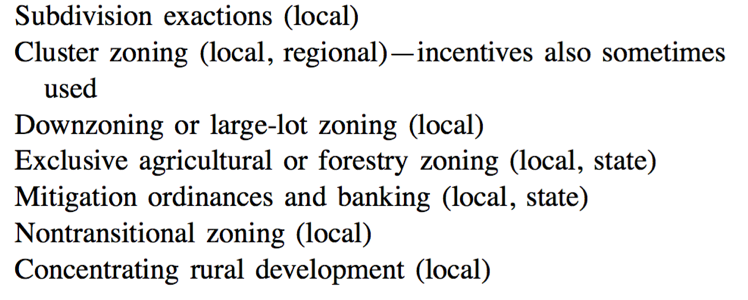 Subdivision exactions (local)
Cluster zoning (local, regional)—incentives also sometimes
used
Downzoning or large-lot zoning (local)
Exclusive agricultural or forestry zoning (local, state)
Mitigation ordinances and banking (local, state)
Nontransitional zoning (local)
Concentrating rural development (local)